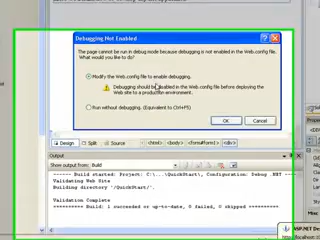 Debugging Not Enabled
The page cannot be run in debug mode because debugging is not enabled in the Web.config file.
What would you like to do?
Modify the Web.config file to enable debugging.
Debugging should be disabled in the Web.config file before deploying the
Web site to a production environment.
Run without debugging. (Equivalent to Ctrl+F5)
OK Cancel
Design Split Source <html> <body> <form#form1> <div>
Output
Show output from: Build
------ Build started: Project: C:\...\QuickStart\, Configuration: Debug .NET
Validating Web Site
Building directory '/QuickStart/'.
Validation Complete
========== Build: 1 succeeded or up-to-date, 0 failed, 0 skipped ==========
Properties
ASP.NET De